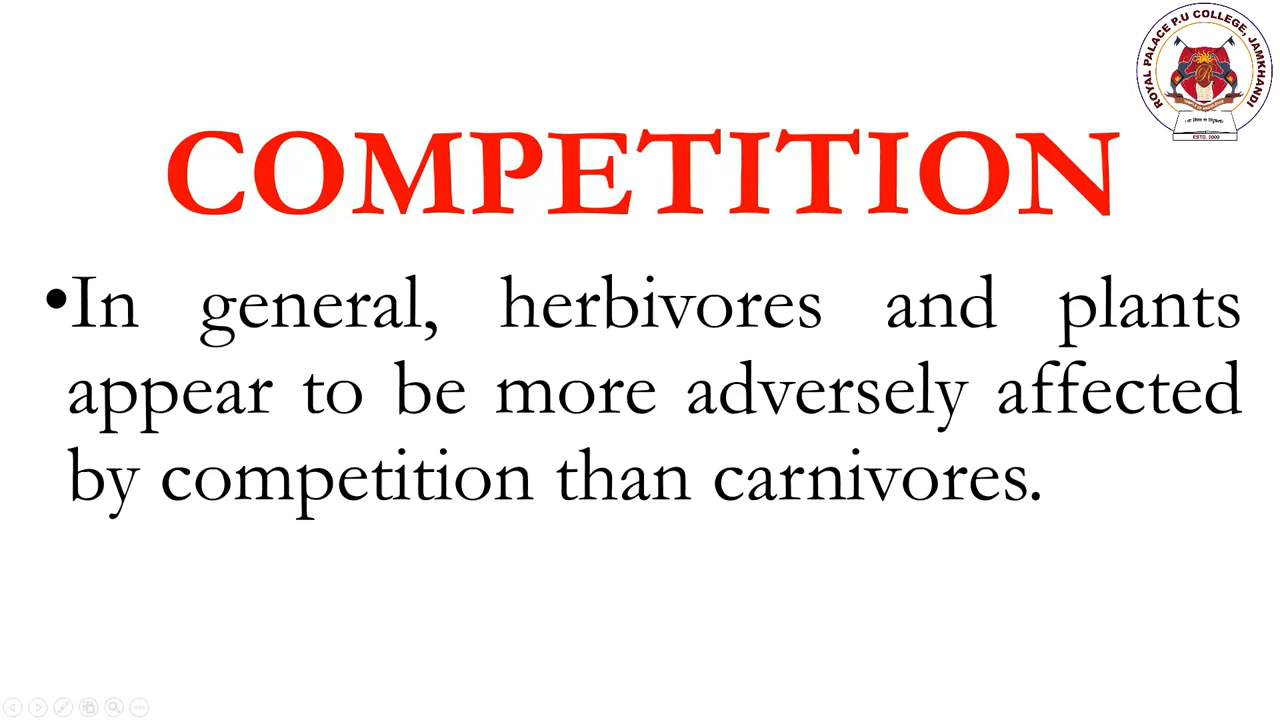 ROYAL PALACE P.U COLLEGE, JAMKHANDI
ESTD. 2009
COMPETITION
•In general, herbivores and plants
appear to be more adversely affected
by competition than carnivores.